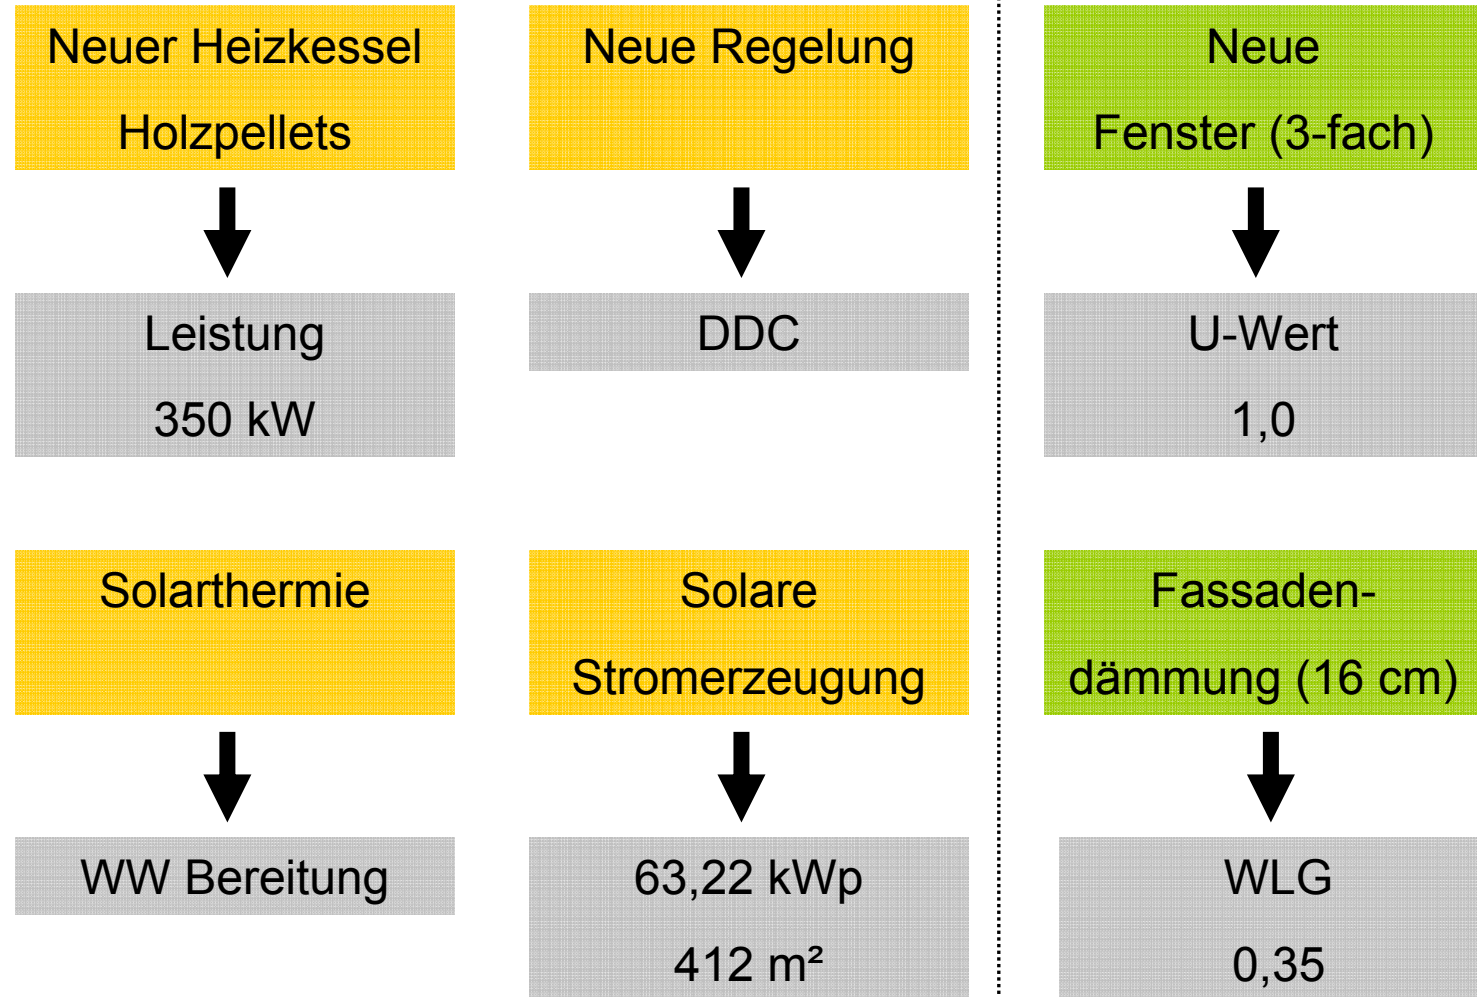 Neuer Heizkessel
Holzpellets
Leistung
350 kW
Neue Regelung
DDC
Neue
Fenster (3-fach)
U-Wert
1,0
Solarthermie
WW Bereitung
Solare
Stromerzeugung
63,22 kWp
412 m²
Fassaden-
dämmung (16 cm)
WLG
0,35